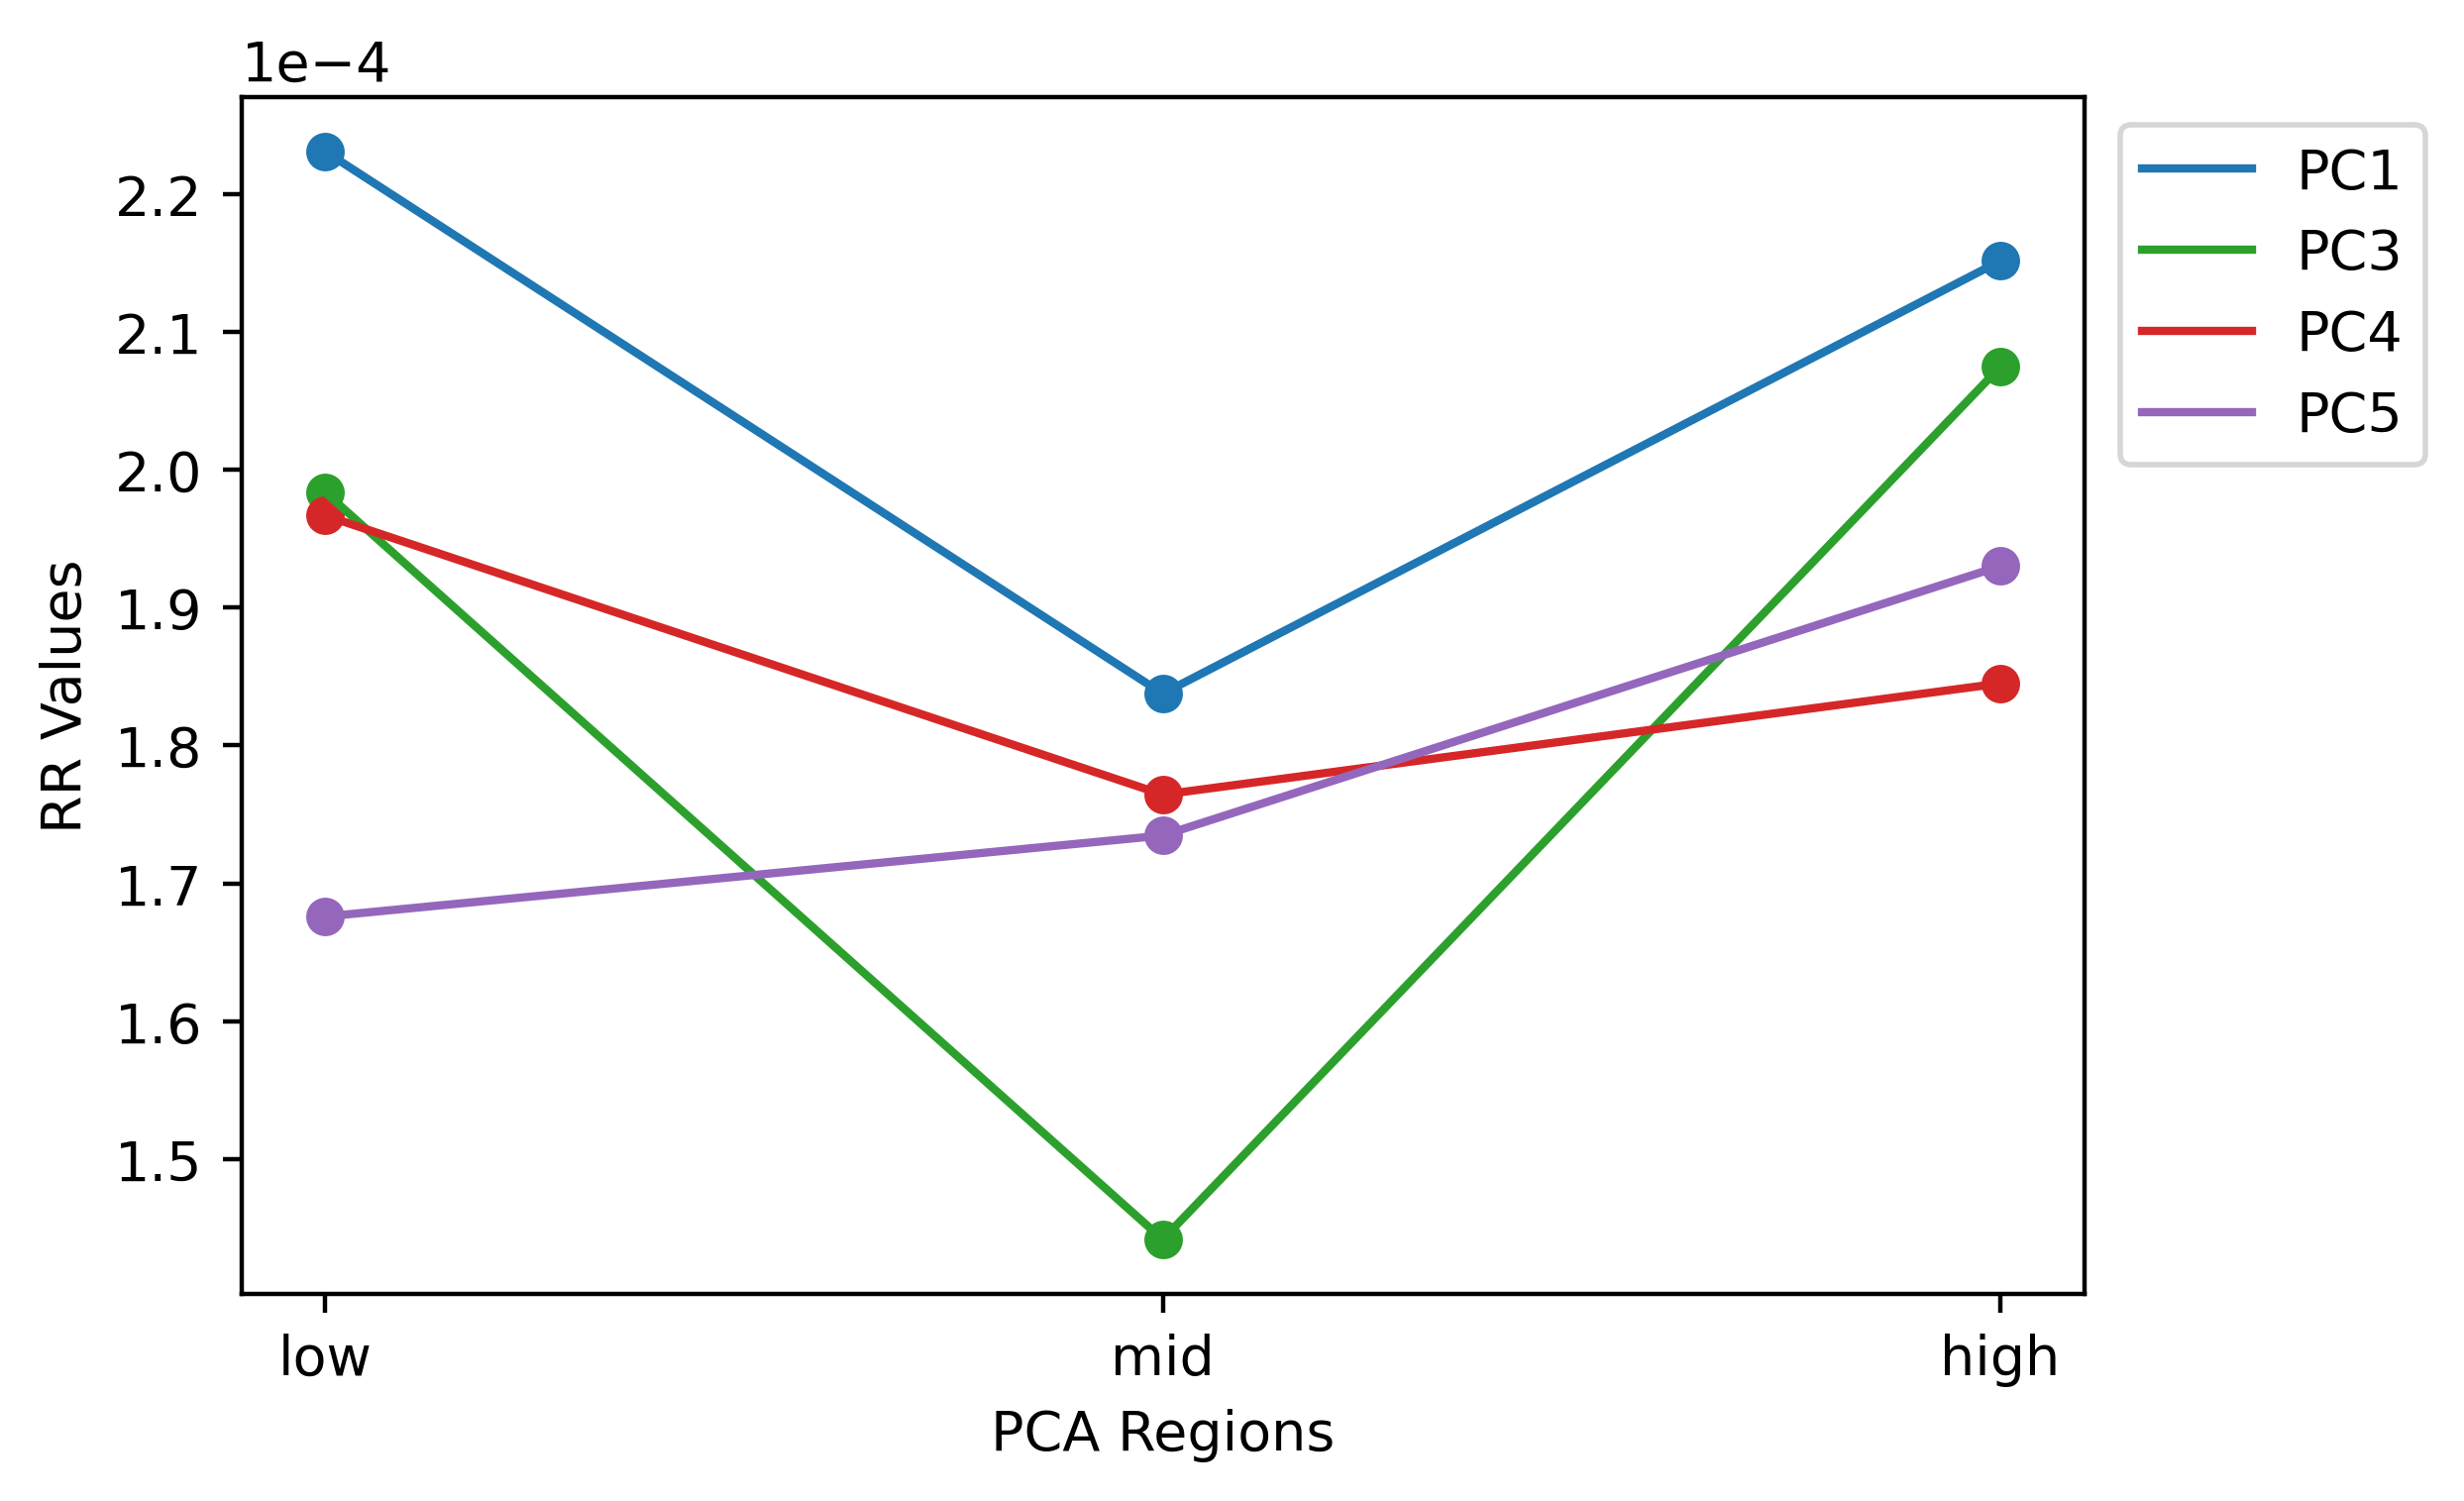 1e−4
2.2
2.1
2.0
1.9
1.8
1.7
1.6
1.5
RR Values
low
mid
high
PCA Regions
PC1
PC3
PC4
PC5